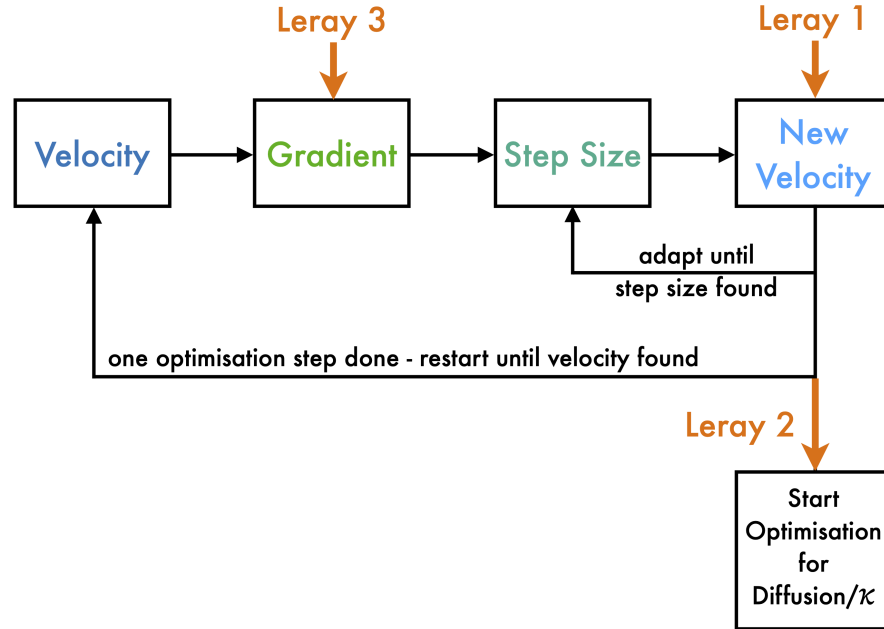 Leray 3
Leray 1
Velocity
Gradient
Step Size
New
Velocity
adapt until
step size found
one optimisation step done - restart until velocity found
Leray 2
Start
Optimisation
for
Diffusion/𝒦